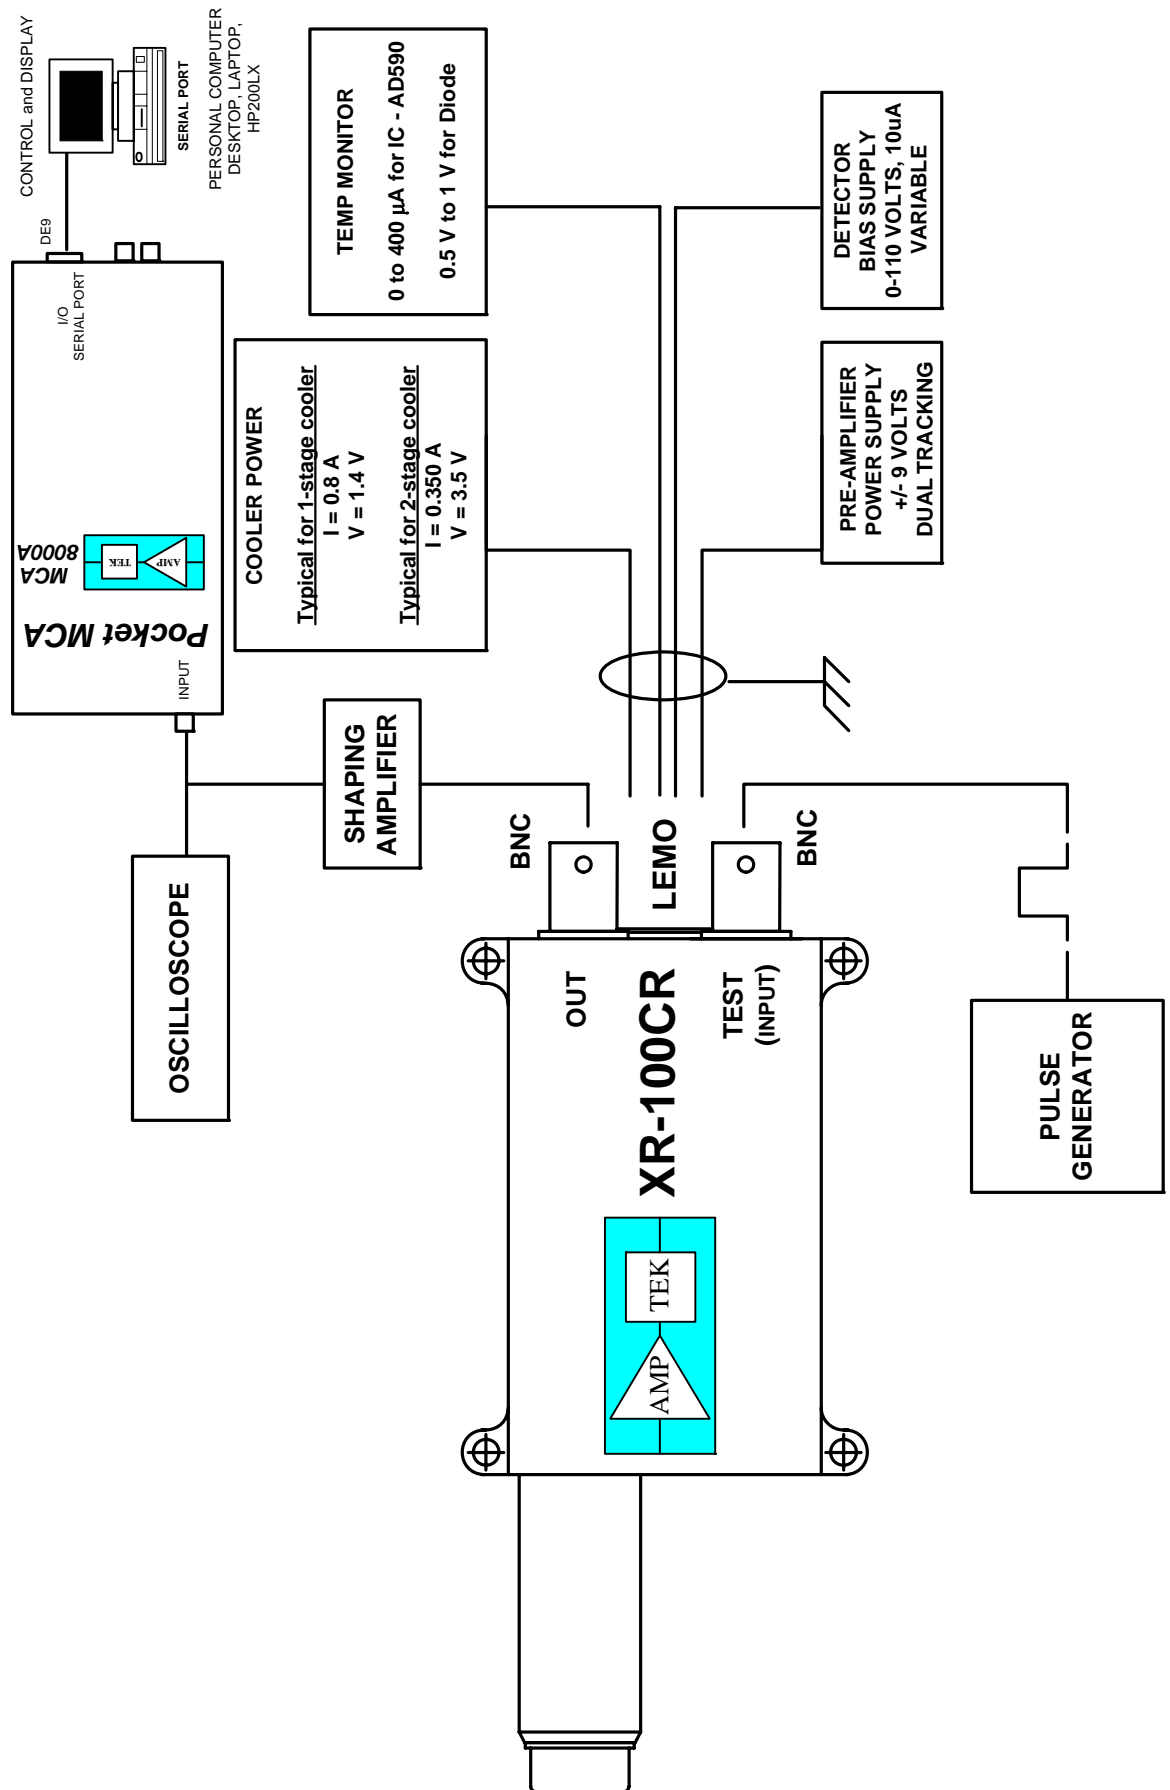 CONTROL and DISPLAY
SERIAL PORT
PERSONAL COMPUTER
DESKTOP, LAPTOP,
HP200LX
DE9
I/O
SERIAL PORT
MCA
8000A
AMP
TEK
Pocket MCA
INPUT
TEMP MONITOR
0 to 400 µA for IC - AD590
0.5 V to 1 V for Diode
COOLER POWER
Typical for 1-stage cooler
I = 0.8 A
V = 1.4 V
Typical for 2-stage cooler
I = 0.350 A
V = 3.5 V
DETECTOR
BIAS SUPPLY
0-110 VOLTS, 10uA
VARIABLE
PRE-AMPLIFIER
POWER SUPPLY
+/- 9 VOLTS
DUAL TRACKING
SHAPING
AMPLIFIER
OSCILLOSCOPE
BNC
LEMO
BNC
OUT
XR-100CR
TEST
(INPUT)
AMP
TEK
PULSE
GENERATOR